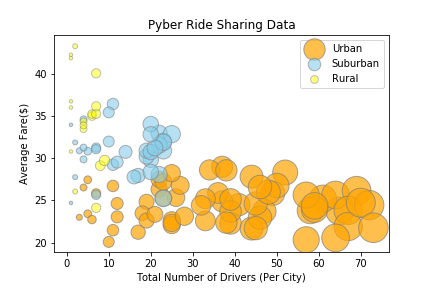 Pyber Ride Sharing Data
Urban
Suburban
Rural
Average Fare($)
40
35
30
25
20
0 10 20 30 40 50 60 70
Total Number of Drivers (Per City)